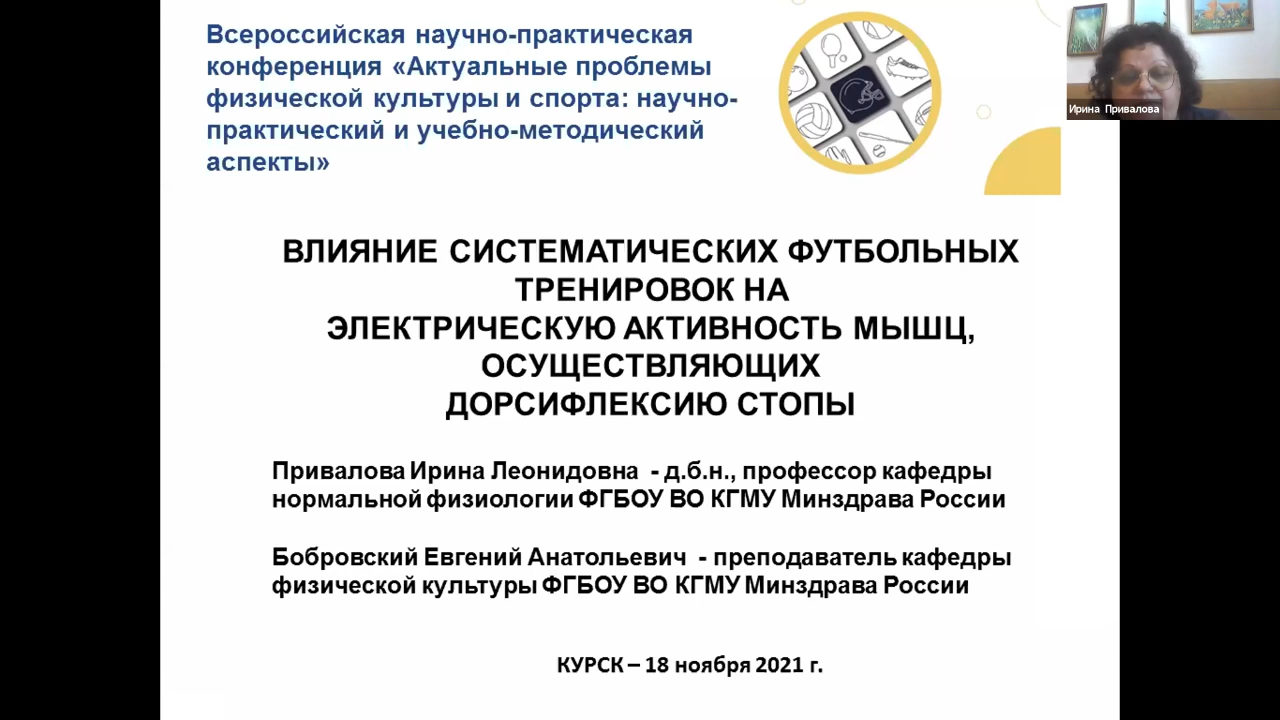 Всероссийская научно-практическая
конференция «Актуальные проблемы
физической культуры и спорта: научно-
практический и учебно-методический
аспекты»
Ирина Привалова
ВЛИЯНИЕ СИСТЕМАТИЧЕСКИХ ФУТБОЛЬНЫХ
ТРЕНИРОВОК НА
ЭЛЕКТРИЧЕСКУЮ АКТИВНОСТЬ МЫШЦ,
ОСУЩЕСТВЛЯЮЩИХ
ДОРСИФЛЕКСИЮ СТОПЫ
Привалова Ирина Леонидовна - д.б.н., профессор кафедры
нормальной физиологии ФГБОУ ВО КГМУ Минздрава России
Бобровский Евгений Анатольевич - преподаватель кафедры
физической культуры ФГБОУ ВО КГМУ Минздрава России
КУРСК – 18 ноября 2021 г.